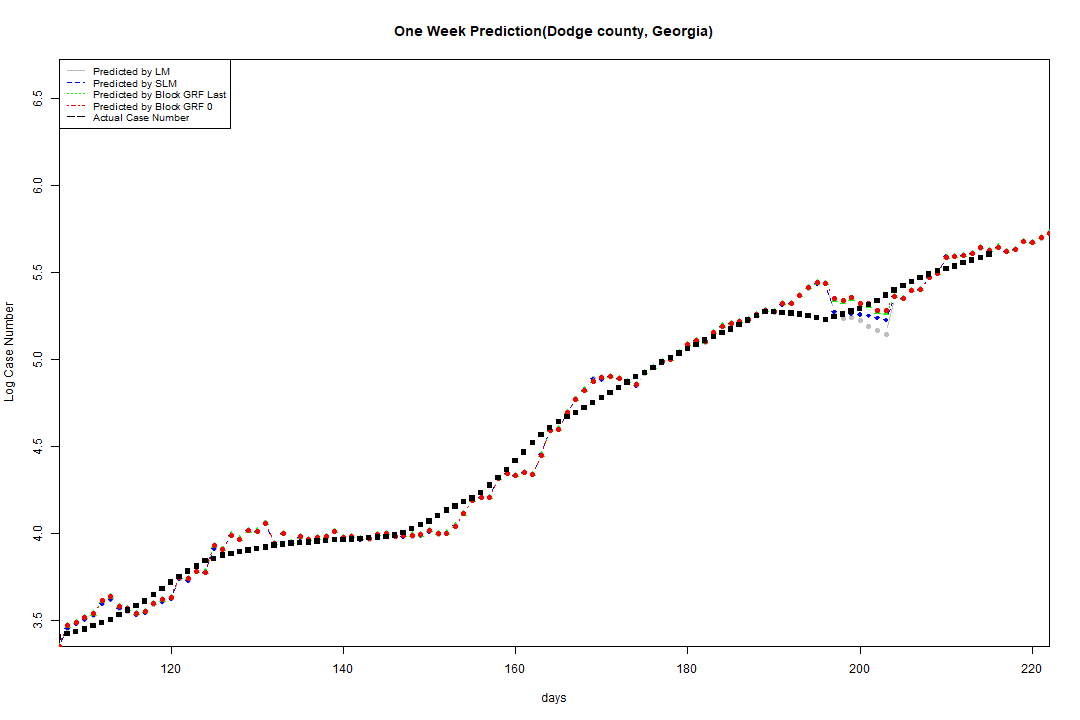 One Week Prediction(Dodge county, Georgia)
Predicted by LM
Predicted by SLM
Predicted by Block GRF Last
Predicted by Block GRF 0
Actual Case Number
6.5
6.0
5.5
5.0
4.5
4.0
3.5
Log Case Number
120 140 160 180 200 220
days